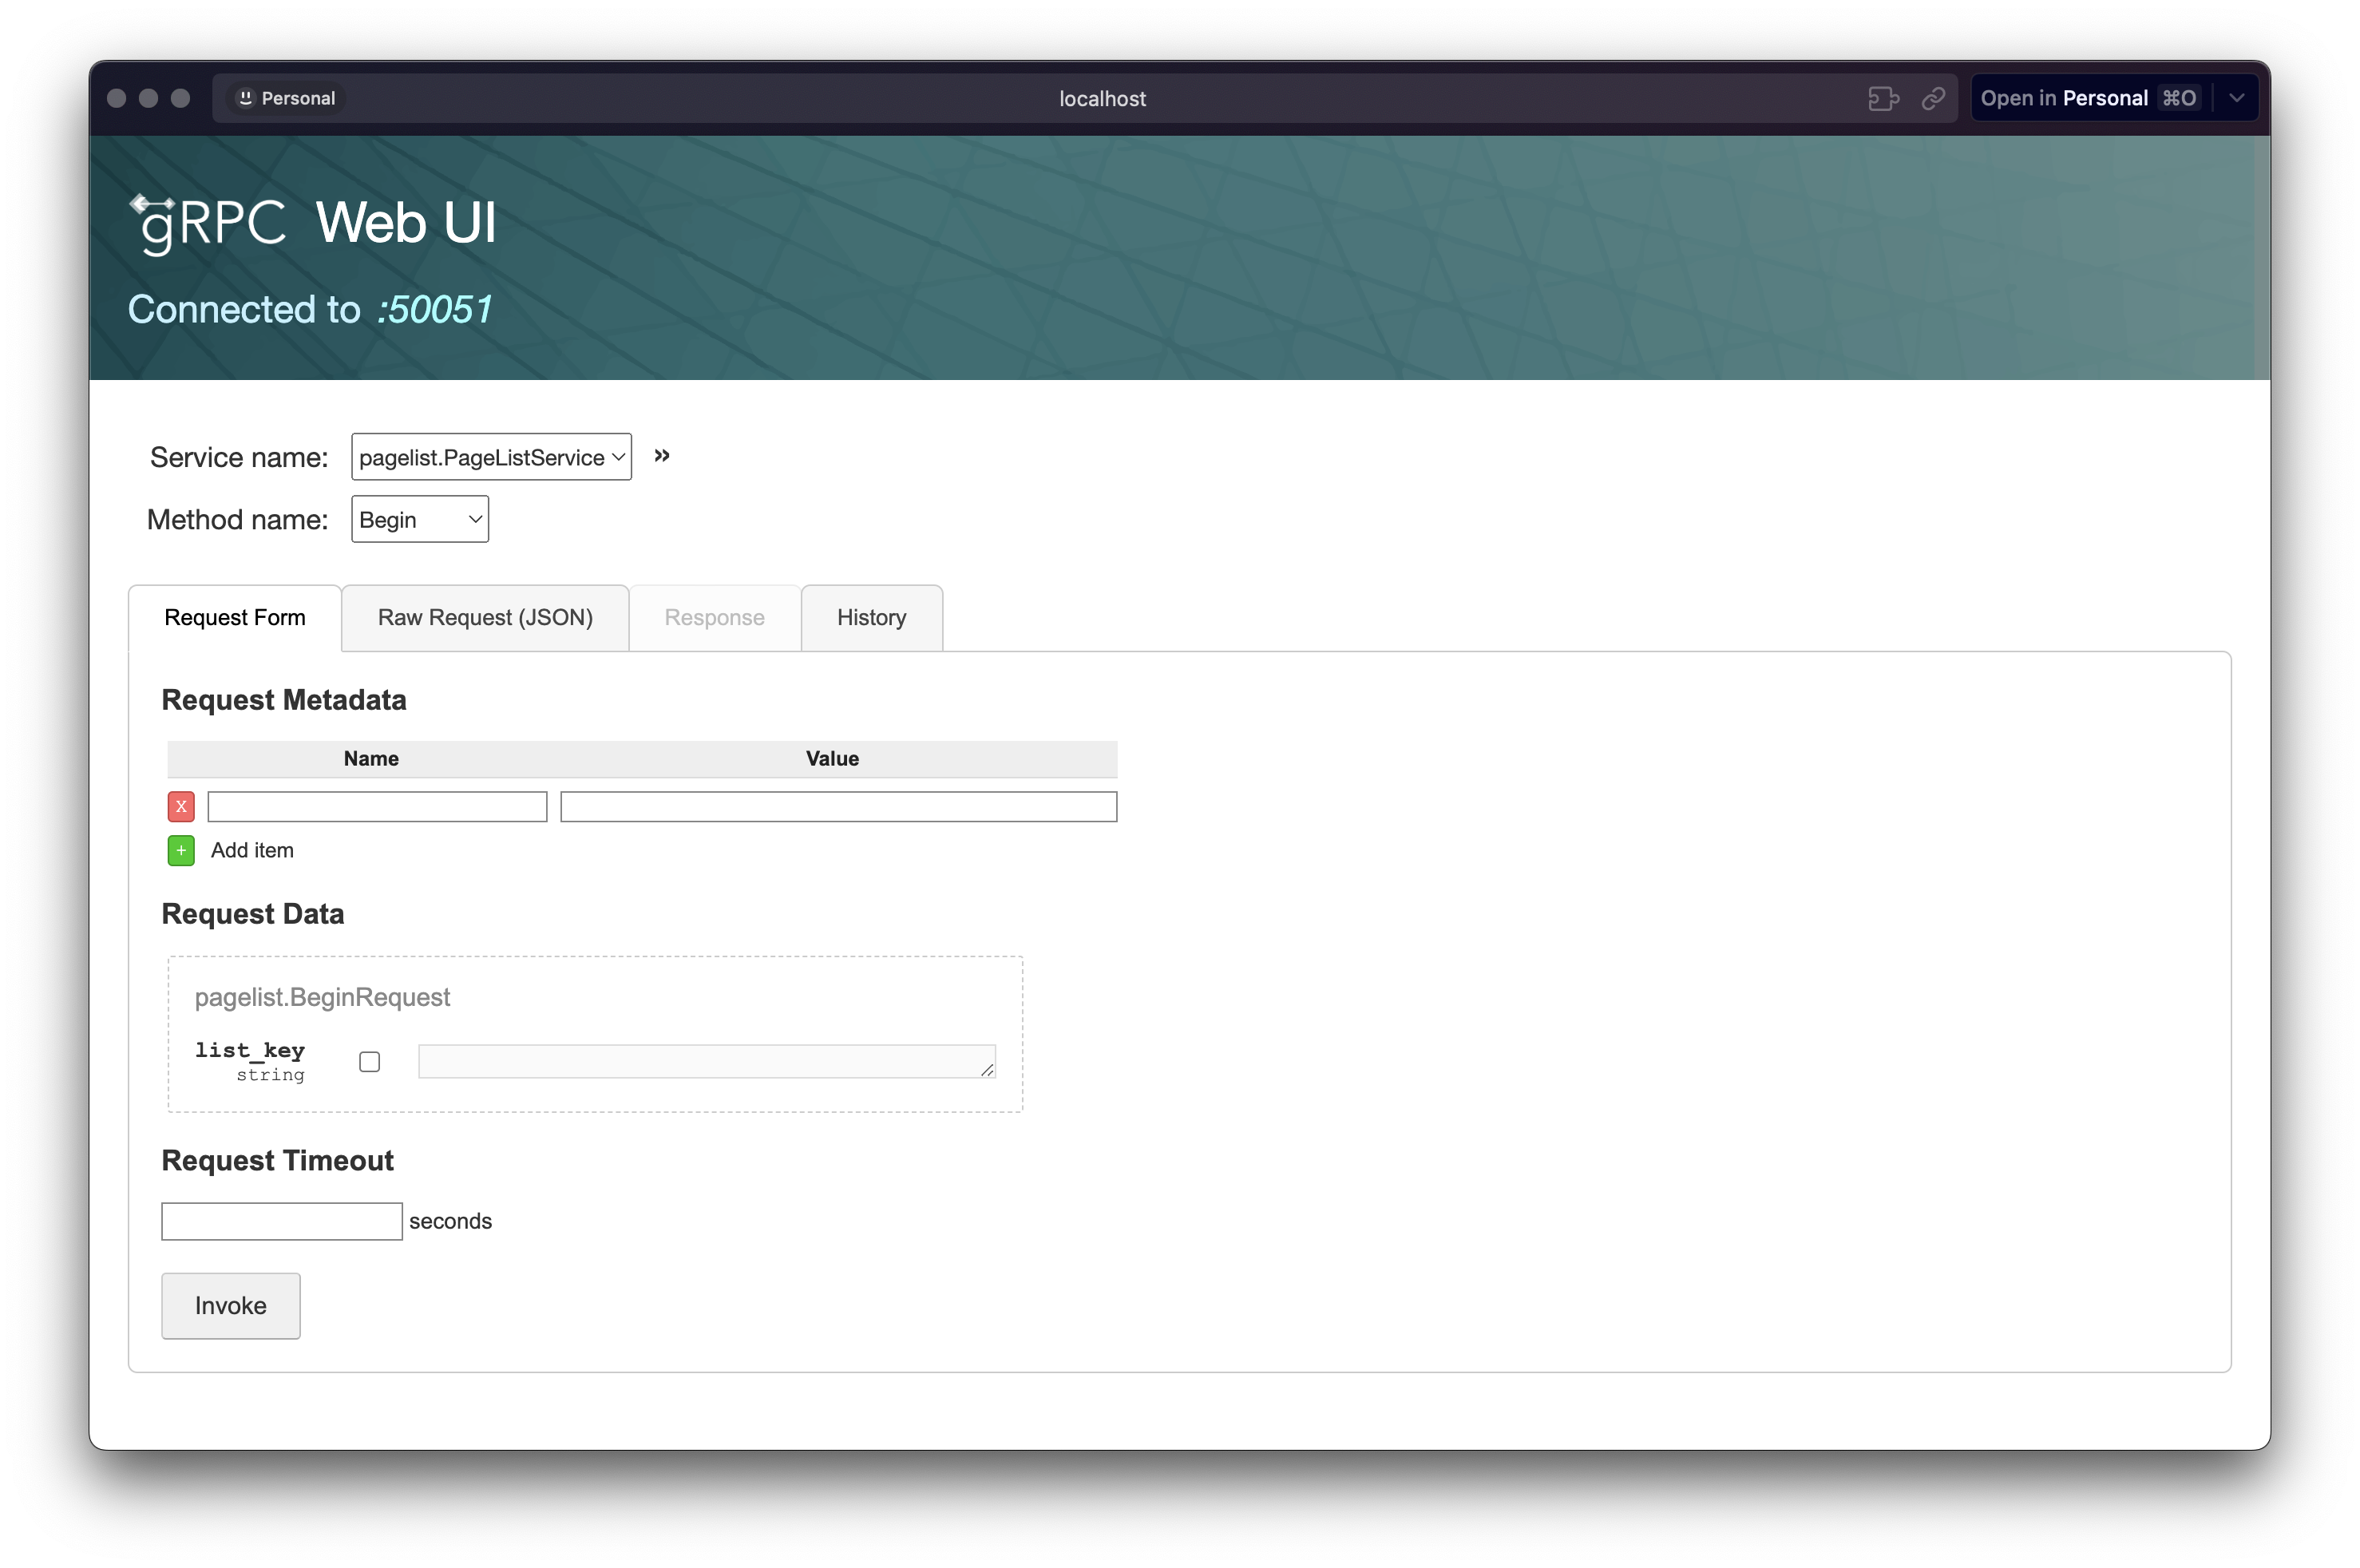 Personal
localhost
Open in Personal ⌘O
gRPC Web UI
Connected to :50051
Service name: pagelist.PageListService »
Method name: Begin
Request Form Raw Request (JSON) Response History
Request Metadata
Name Value
X
+ Add item
Request Data
pagelist.BeginRequest
list_key
string
Request Timeout
seconds
Invoke